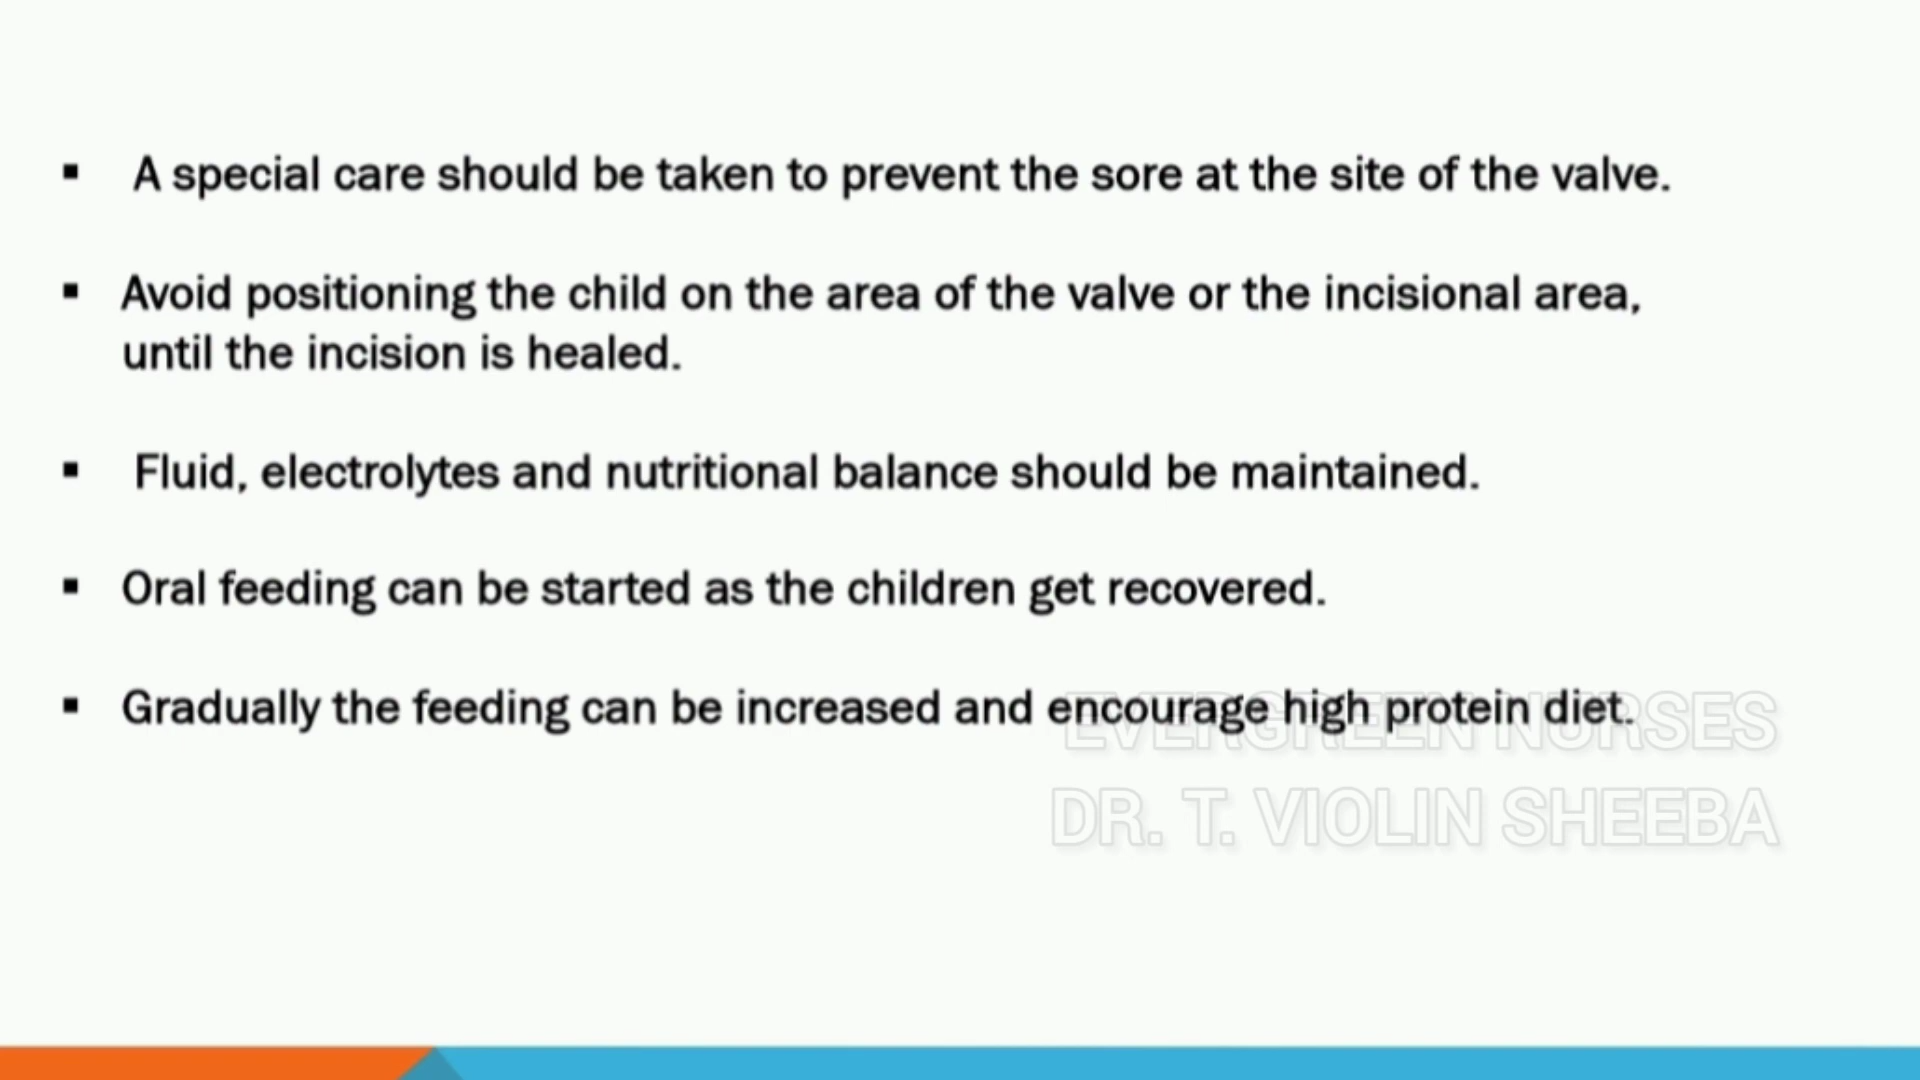 ▪ A special care should be taken to prevent the sore at the site of the valve.
▪ Avoid positioning the child on the area of the valve or the incisional area,
until the incision is healed.
▪ Fluid, electrolytes and nutritional balance should be maintained.
▪ Oral feeding can be started as the children get recovered.
▪ Gradually the feeding can be increased and encourage high protein diet.
EVERGREEN NURSES
DR. T. VIOLIN SHEEBA